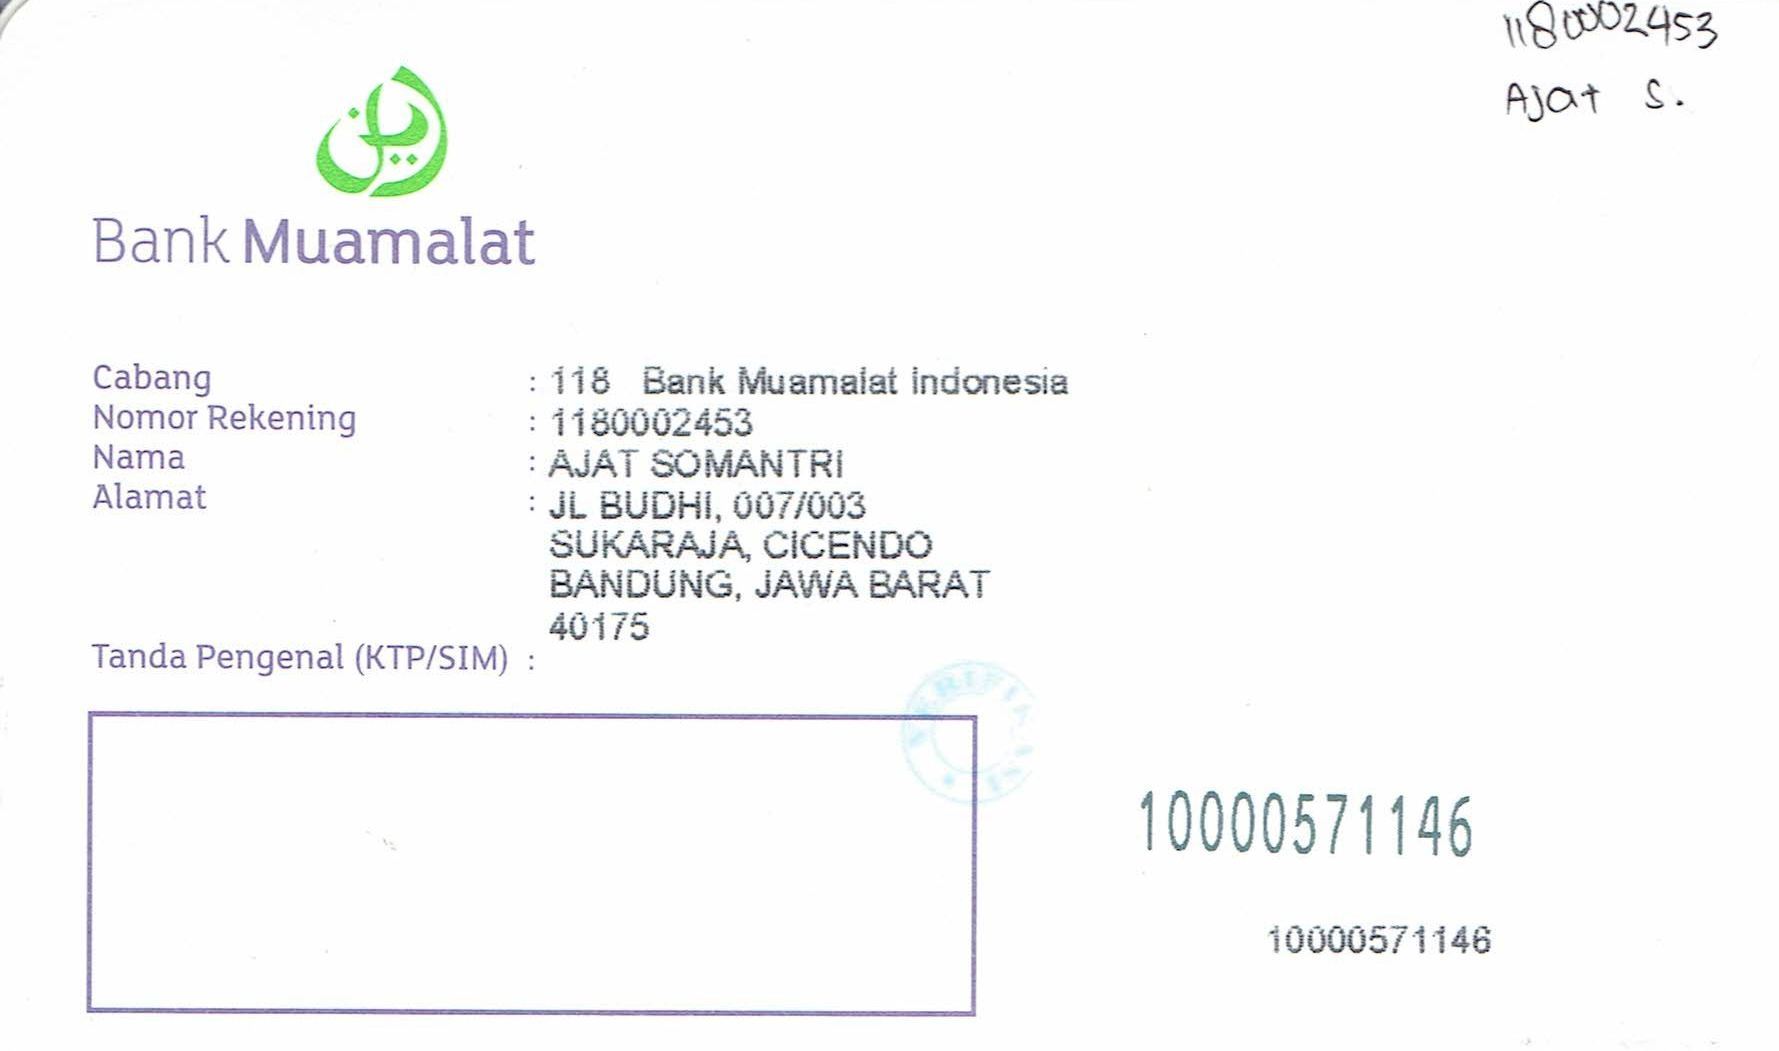 1180002453
Ajat S.
Bank Muamalat
Cabang : 118 Bank Muamalat Indonesia
Nomor Rekening : 1180002453
Nama : AJAT SOMANTRI
Alamat : JL BUDHI, 007/003
SUKARAJA, CICENDO
BANDUNG, JAWA BARAT
40175
Tanda Pengenal (KTP/SIM) :
VERIFIKASI
10000571146
10000571146